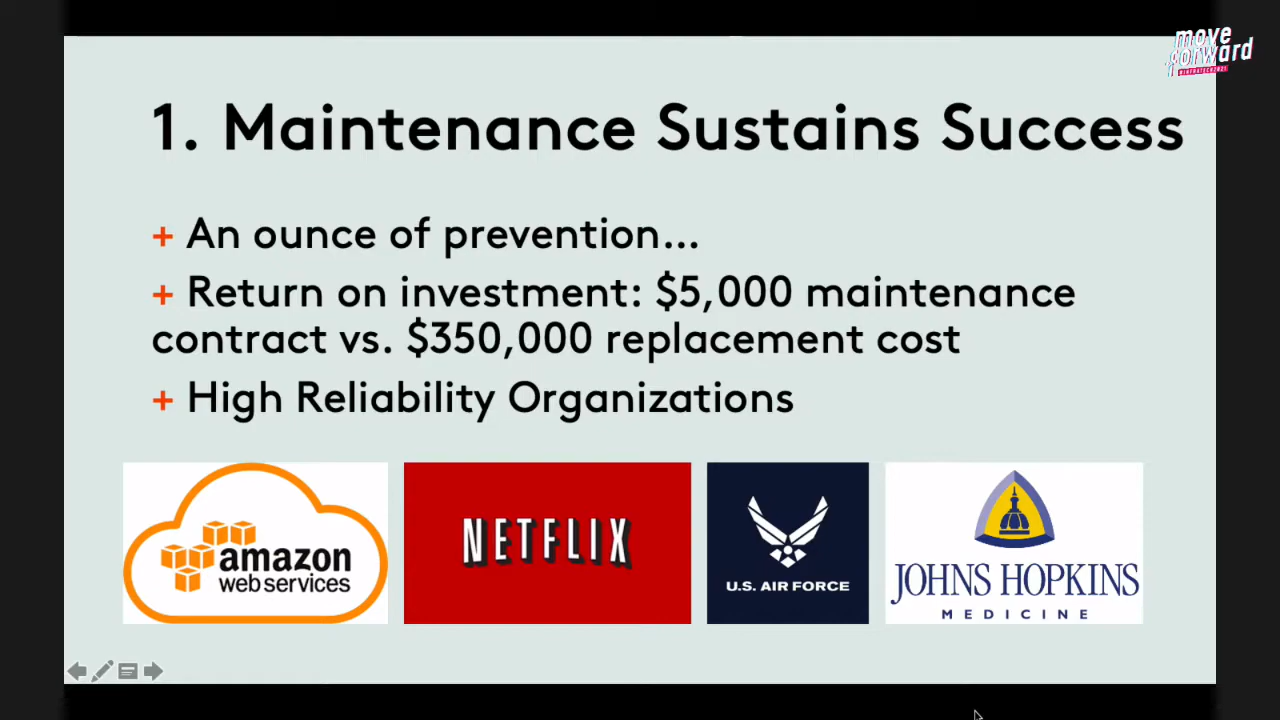 move
forward
1. Maintenance Sustains Success
+ An ounce of prevention...
+ Return on investment: $5,000 maintenance
contract vs. $350,000 replacement cost
+ High Reliability Organizations
amazon
web services
NETFLIX
U.S. AIR FORCE
JOHNS HOPKINS
MEDICINE